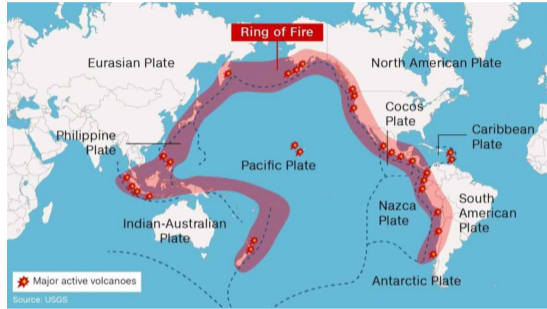 Ring of Fire
Eurasian Plate
North American Plate
Cocos
Plate
Caribbean
Plate
Philippine
Plate
Pacific Plate
Nazca
Plate
South
American
Plate
Indian-Australian
Plate
Antarctic Plate
Major active volcanoes
Source: USGS